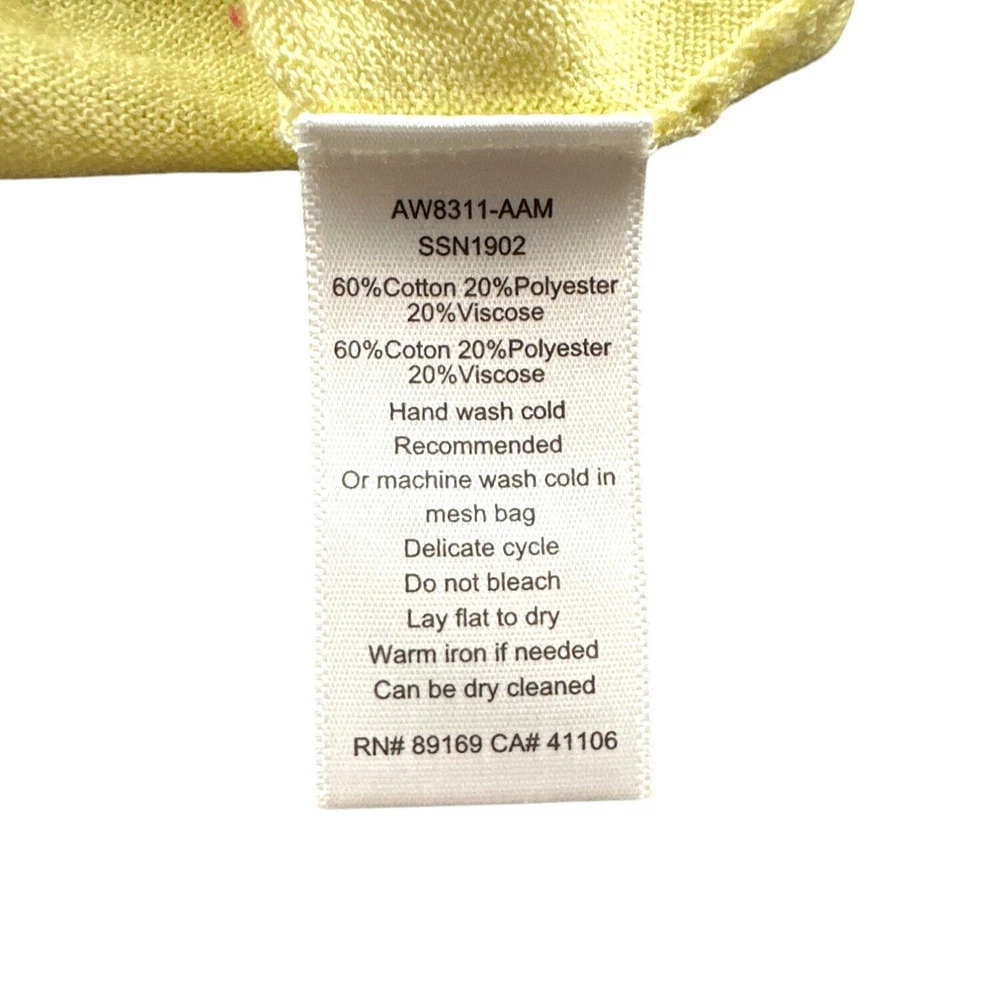 AW8311-AAM
SSN1902
60%Cotton 20%Polyester
20%Viscose
60%Coton 20%Polyester
20%Viscose
Hand wash cold
Recommended
Or machine wash cold in
mesh bag
Delicate cycle
Do not bleach
Lay flat to dry
Warm iron if needed
Can be dry cleaned
RN# 89169 CA# 41106